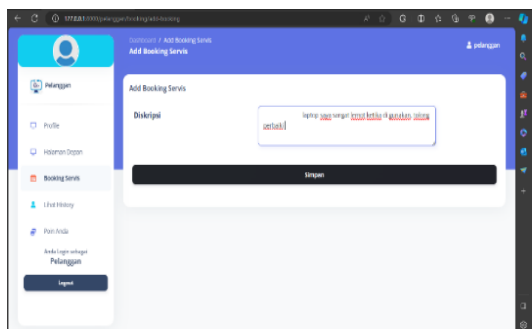 127.0.0.1:8000/pelanggan/booking/add-booking
Dashboard / Add Booking Servis
Add Booking Servis
pelanggan
Pelanggan
Add Booking Servis
Diskripsi
laptop saya sangat lemot ketika di gunakan, tolong
perbaiki
Profile
Halaman Depan
Simpan
Booking Servis
Lihat History
Poin Anda
Anda Login sebagai
Pelanggan
Logout